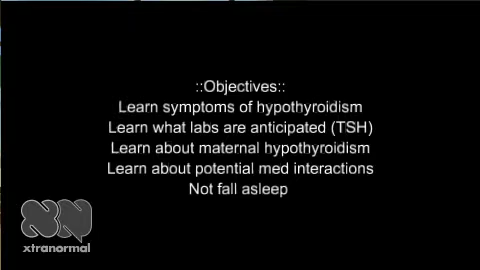 ::Objectives::
Learn symptoms of hypothyroidism
Learn what labs are anticipated (TSH)
Learn about maternal hypothyroidism
Learn about potential med interactions
Not fall asleep
XN
xtranormal